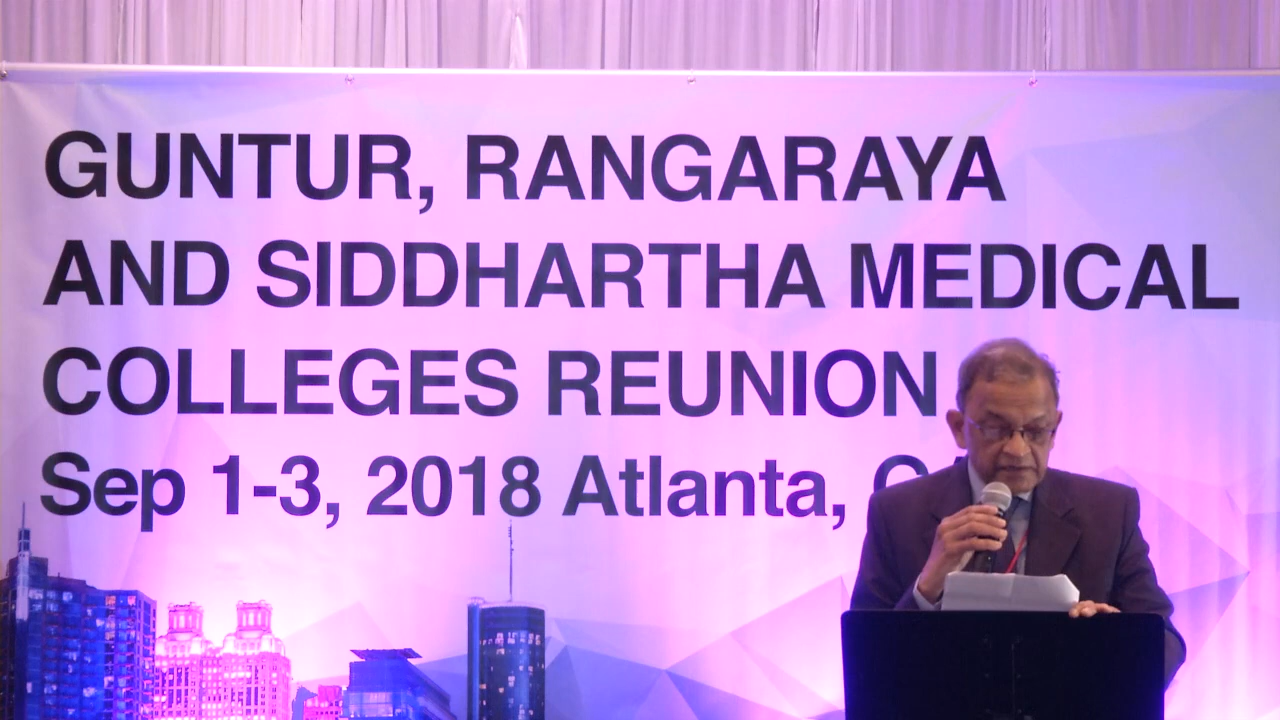 GUNTUR, RANGARAYA
AND SIDDHARTHA MEDICAL
COLLEGES REUNION
Sep 1-3, 2018 Atlanta,